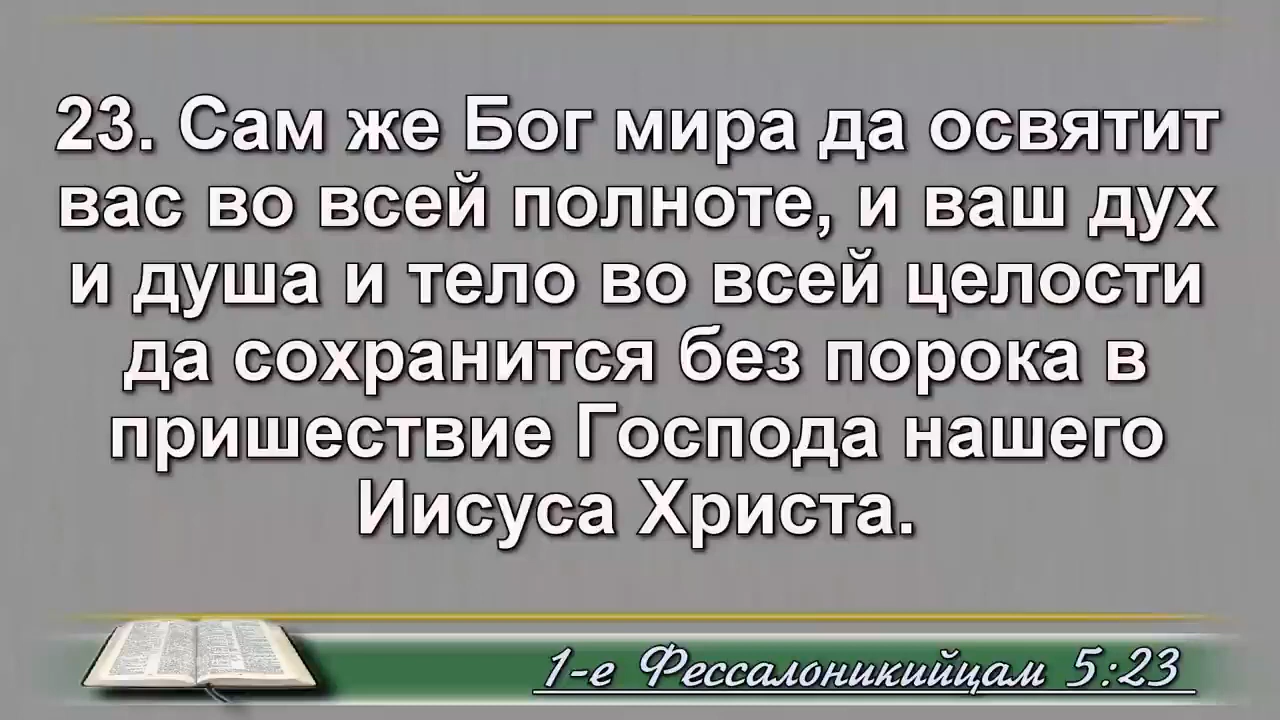 23. Сам же Бог мира да освятит
вас во всей полноте, и ваш дух
и душа и тело во всей целости
да сохранится без порока в
пришествие Господа нашего
Иисуса Христа.
1-е Фессалоникийцам 5:23